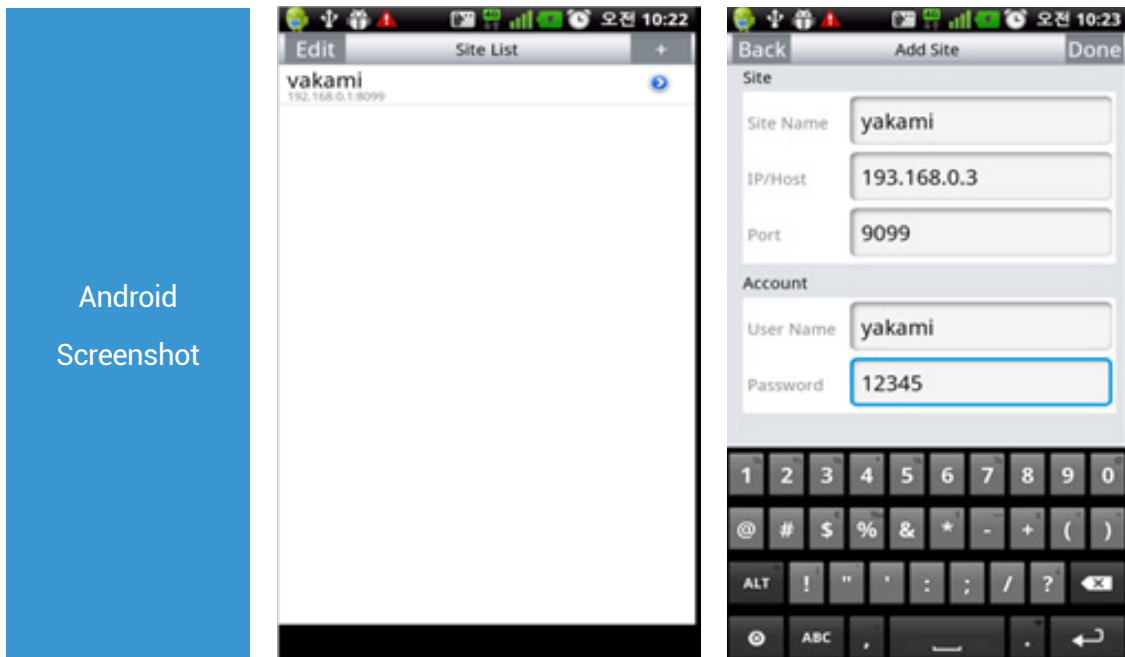 Android
Screenshot
오전 10:22
Edit Site List +
yakami
192.168.0.1:8099
오전 10:23
Back Add Site Done
Site
Site Name yakami
IP/Host 193.168.0.3
Port 9099
Account
User Name yakami
Password 12345
1 2 3 4 5 6 7 8 9 0
@ # $ % & * - + ( )
ALT ! " ' : ; / ?
ABC , .